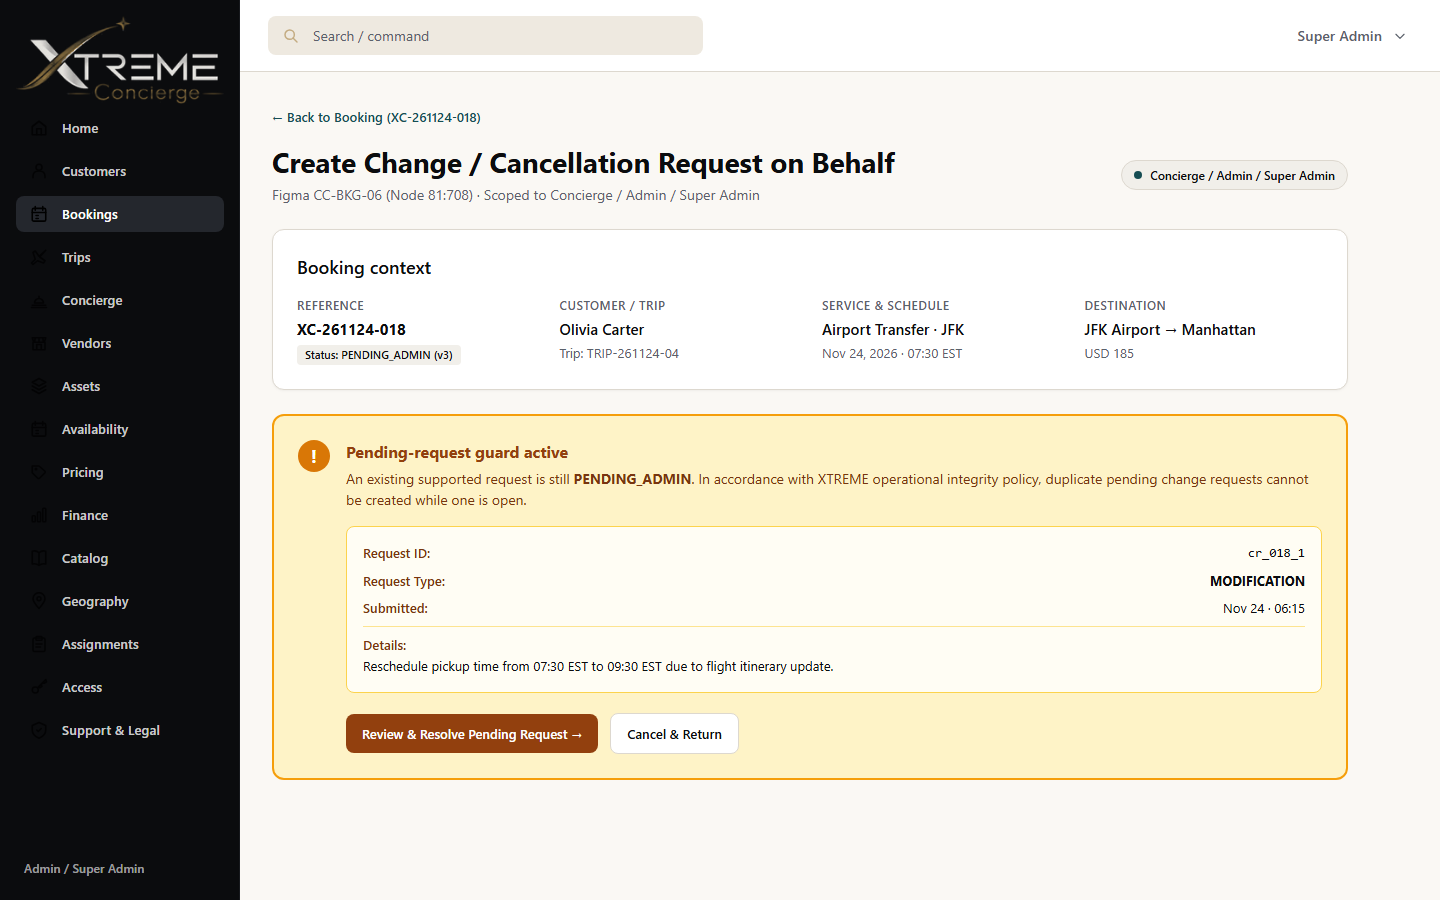 XTREME
Concierge
Home
Customers
Bookings
Trips
Concierge
Vendors
Assets
Availability
Pricing
Finance
Catalog
Geography
Assignments
Access
Support & Legal
Admin / Super Admin
Search / command
Super Admin
← Back to Booking (XC-261124-018)
Create Change / Cancellation Request on Behalf
Figma CC-BKG-06 (Node 81:708) · Scoped to Concierge / Admin / Super Admin
Concierge / Admin / Super Admin
Booking context
REFERENCE
XC-261124-018
Status: PENDING_ADMIN (v3)
CUSTOMER / TRIP
Olivia Carter
Trip: TRIP-261124-04
SERVICE & SCHEDULE
Airport Transfer · JFK
Nov 24, 2026 · 07:30 EST
DESTINATION
JFK Airport → Manhattan
USD 185
!
Pending-request guard active
An existing supported request is still PENDING_ADMIN. In accordance with XTREME operational integrity policy, duplicate pending change requests cannot
be created while one is open.
Request ID: cr_018_1
Request Type: MODIFICATION
Submitted: Nov 24 · 06:15
Details:
Reschedule pickup time from 07:30 EST to 09:30 EST due to flight itinerary update.
Review & Resolve Pending Request →
Cancel & Return